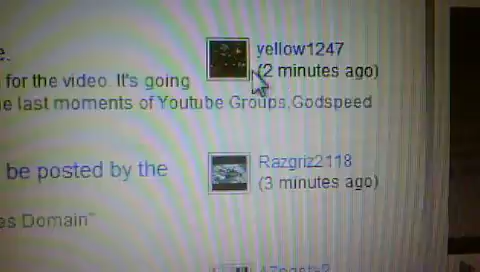 e.
for the video. It's going
e last moments of Youtube Groups,Godspeed
yellow1247
(2 minutes ago)
be posted by the
es Domain"
Razgriz2118
(3 minutes ago)